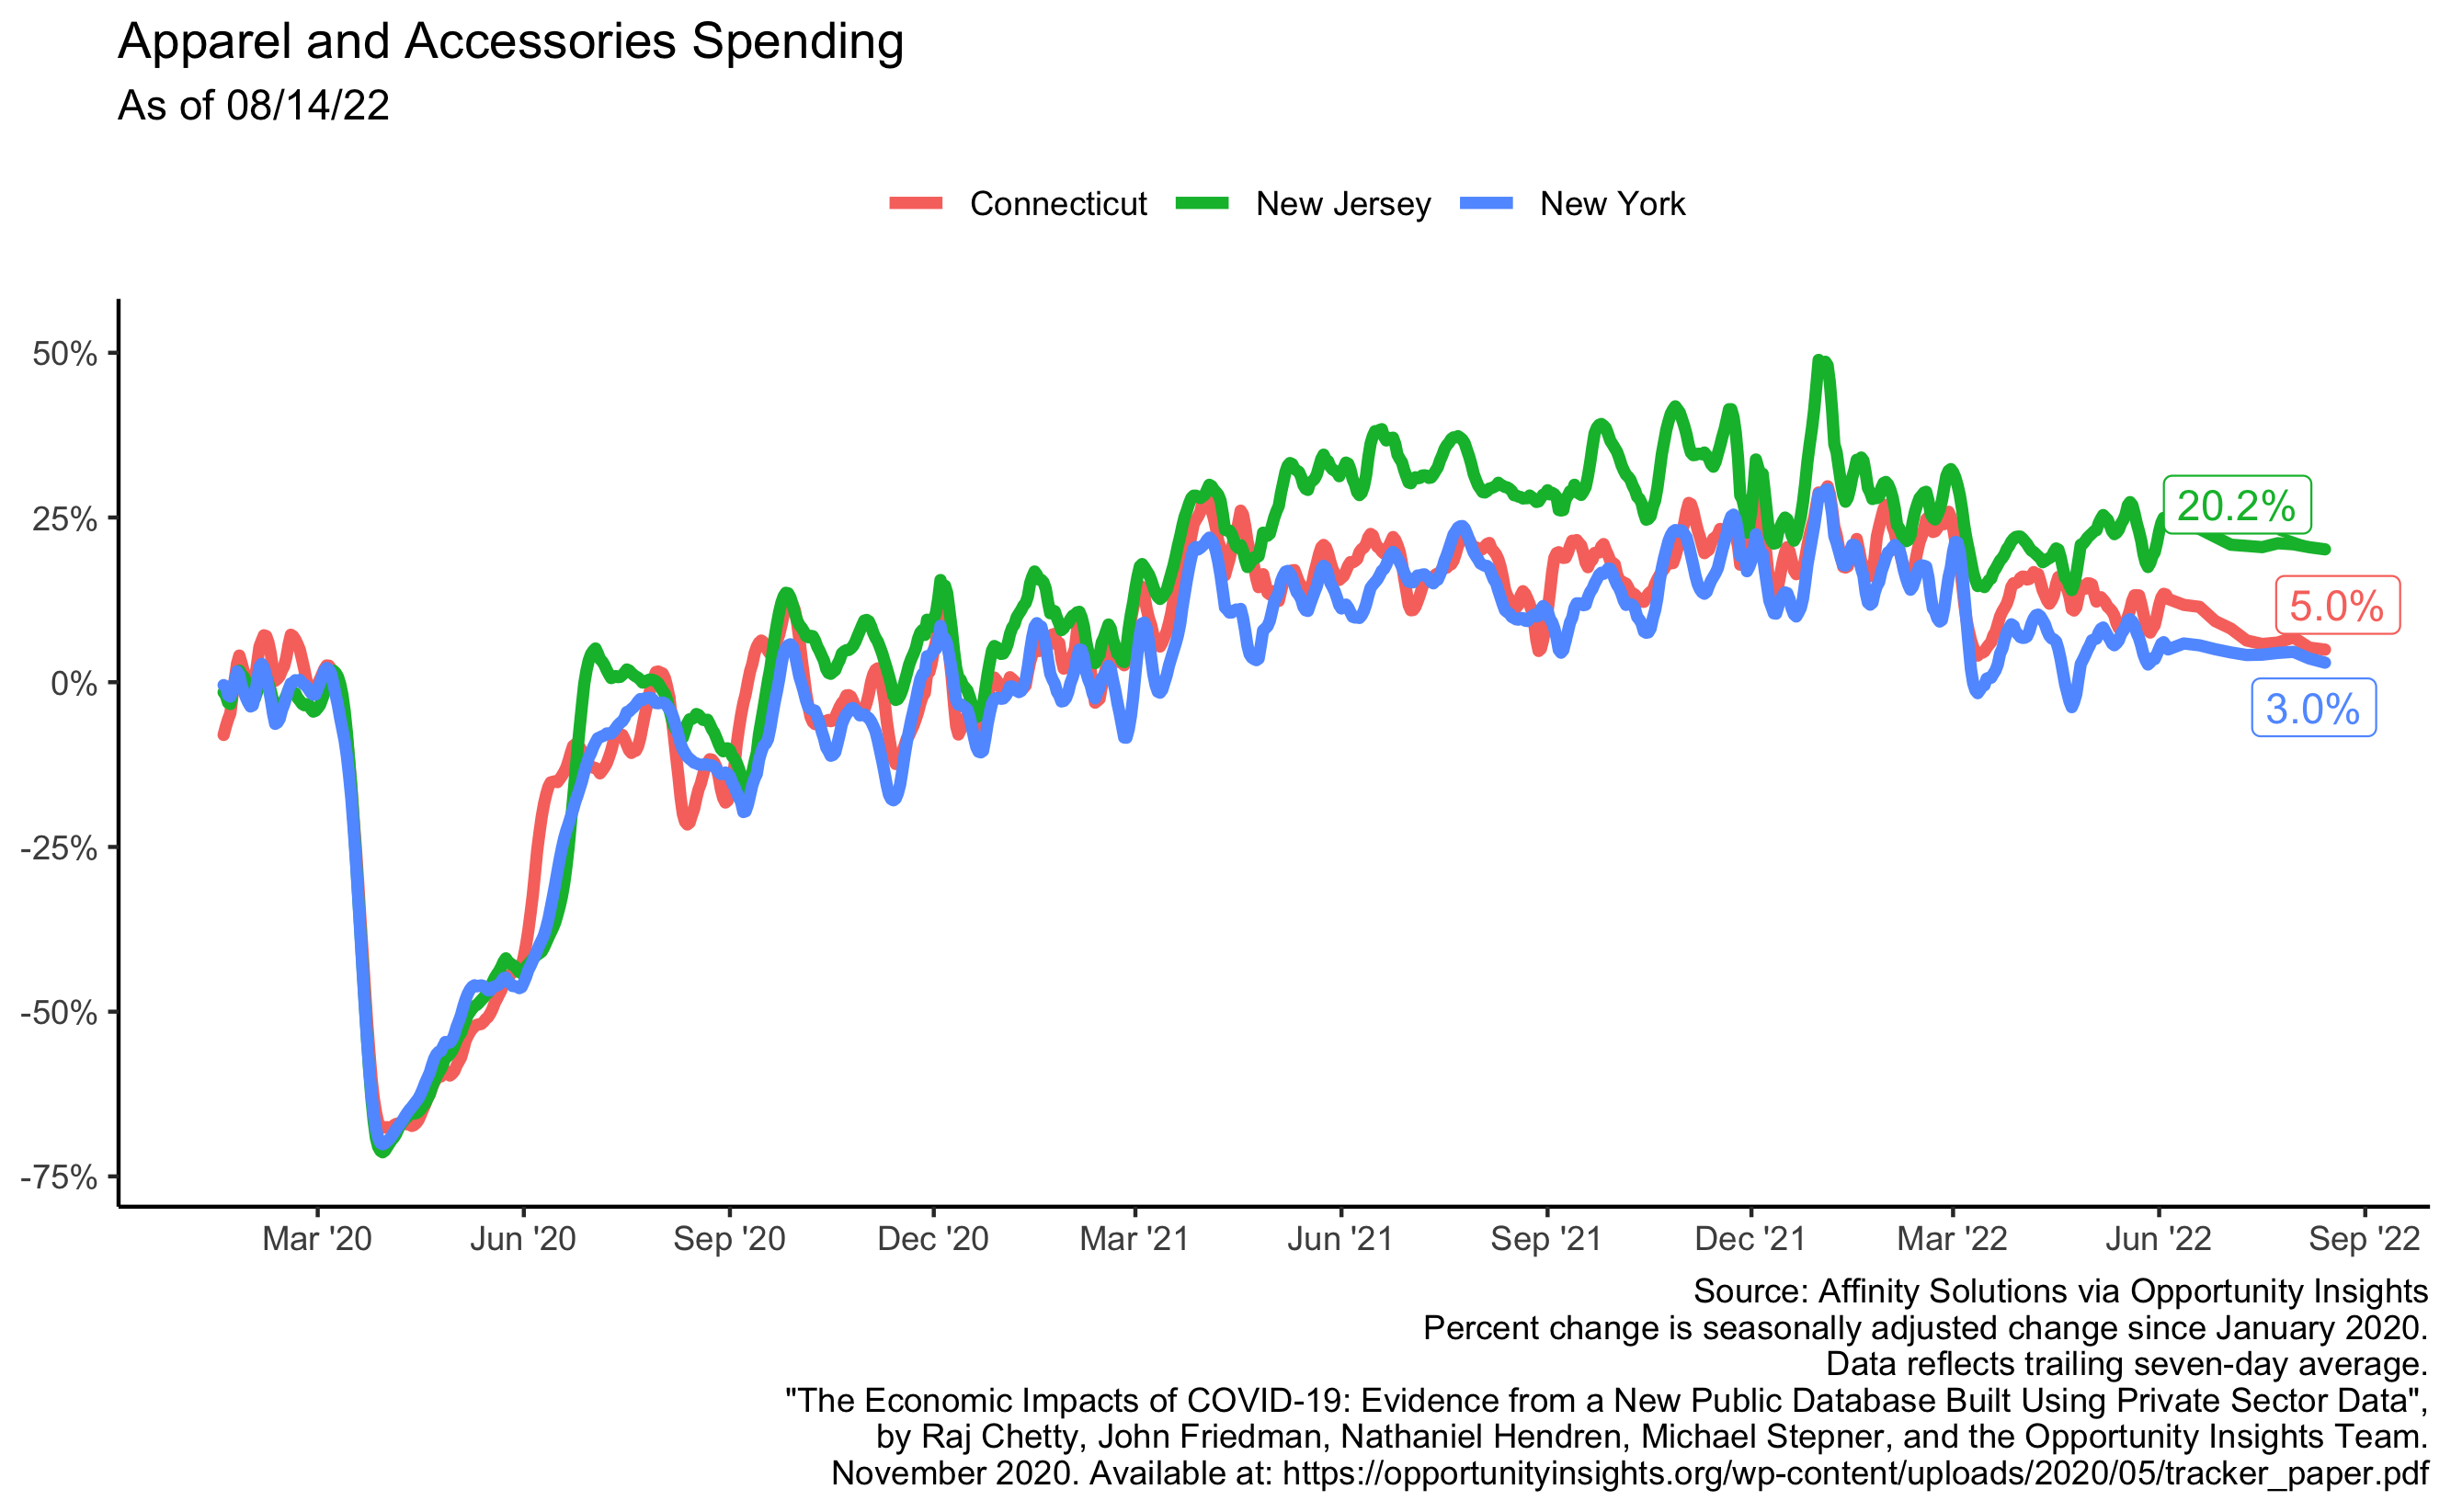 Apparel and Accessories Spending
As of 08/14/22
Connecticut New Jersey New York
50%
25%
0%
-25%
-50%
-75%
20.2%
5.0%
3.0%
Mar '20 Jun '20 Sep '20 Dec '20 Mar '21 Jun '21 Sep '21 Dec '21 Mar '22 Jun '22 Sep '22
Source: Affinity Solutions via Opportunity Insights
Percent change is seasonally adjusted change since January 2020.
Data reflects trailing seven-day average.
"The Economic Impacts of COVID-19: Evidence from a New Public Database Built Using Private Sector Data",
by Raj Chetty, John Friedman, Nathaniel Hendren, Michael Stepner, and the Opportunity Insights Team.
November 2020. Available at: https://opportunityinsights.org/wp-content/uploads/2020/05/tracker_paper.pdf